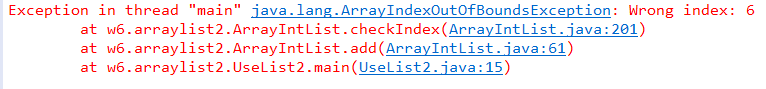 Exception in thread "main" java.lang.ArrayIndexOutOfBoundsException: Wrong index: 6
at w6.arraylist2.ArrayIntList.checkIndex(ArrayIntList.java:201)
at w6.arraylist2.ArrayIntList.add(ArrayIntList.java:61)
at w6.arraylist2.UseList2.main(UseList2.java:15)